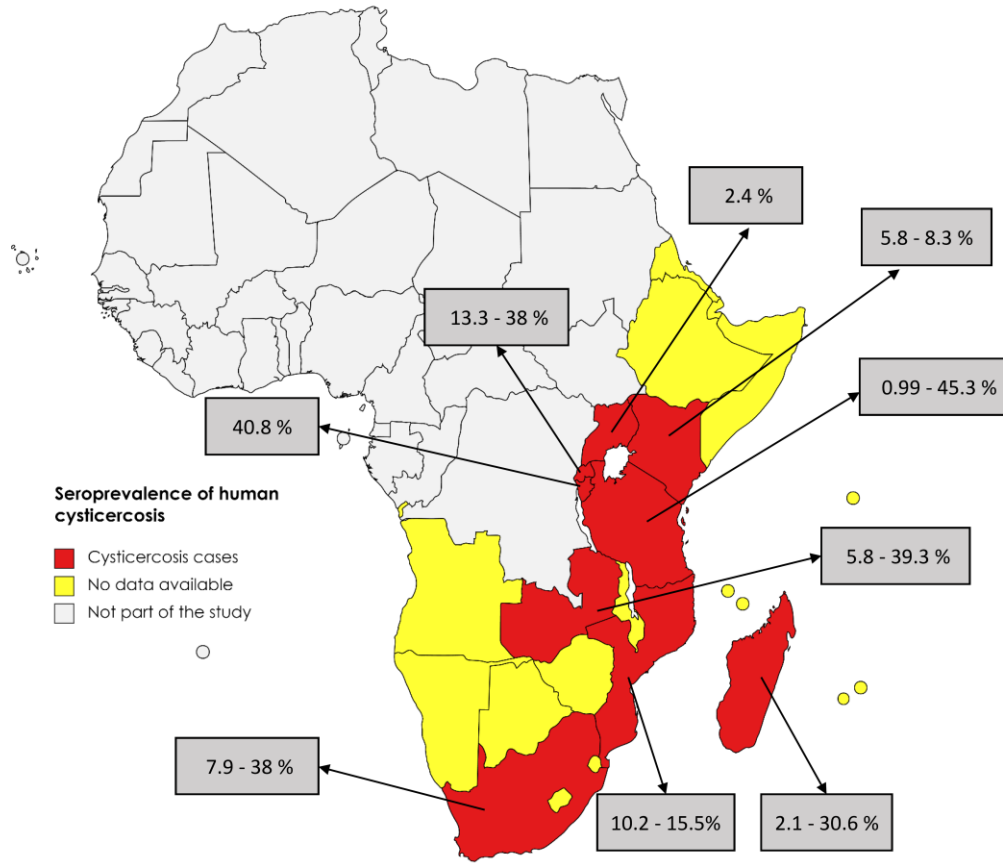 2.4 %
5.8 - 8.3 %
13.3 - 38 %
0.99 - 45.3 %
40.8 %
Seroprevalence of human
cysticercosis
Cysticercosis cases
No data available
Not part of the study
5.8 - 39.3 %
7.9 - 38 %
10.2 - 15.5%
2.1 - 30.6 %